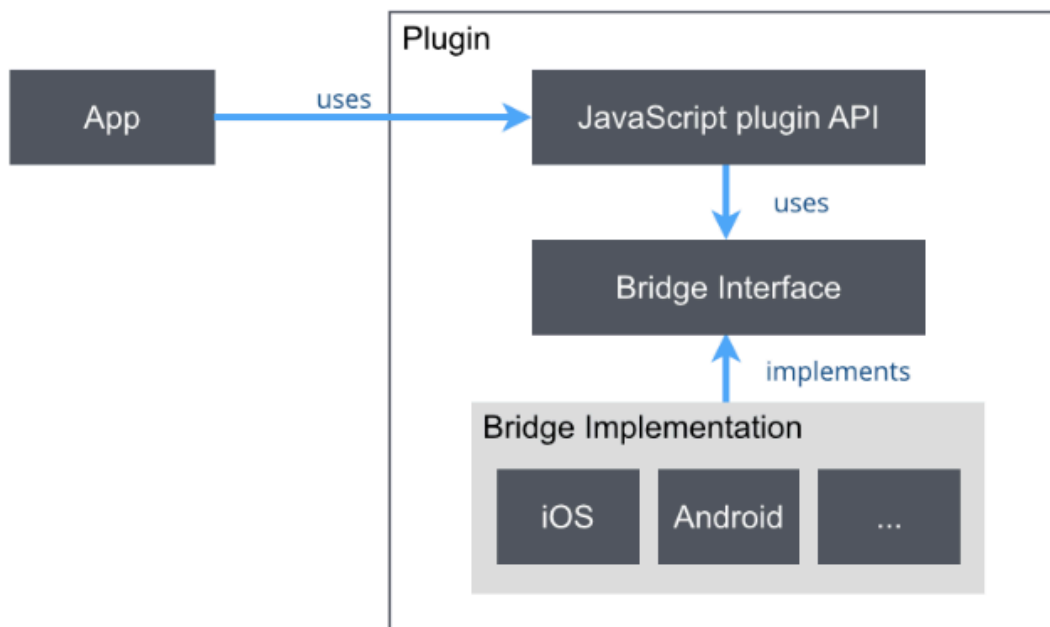 Plugin
App
uses
JavaScript plugin API
uses
Bridge Interface
implements
Bridge Implementation
iOS
Android
...